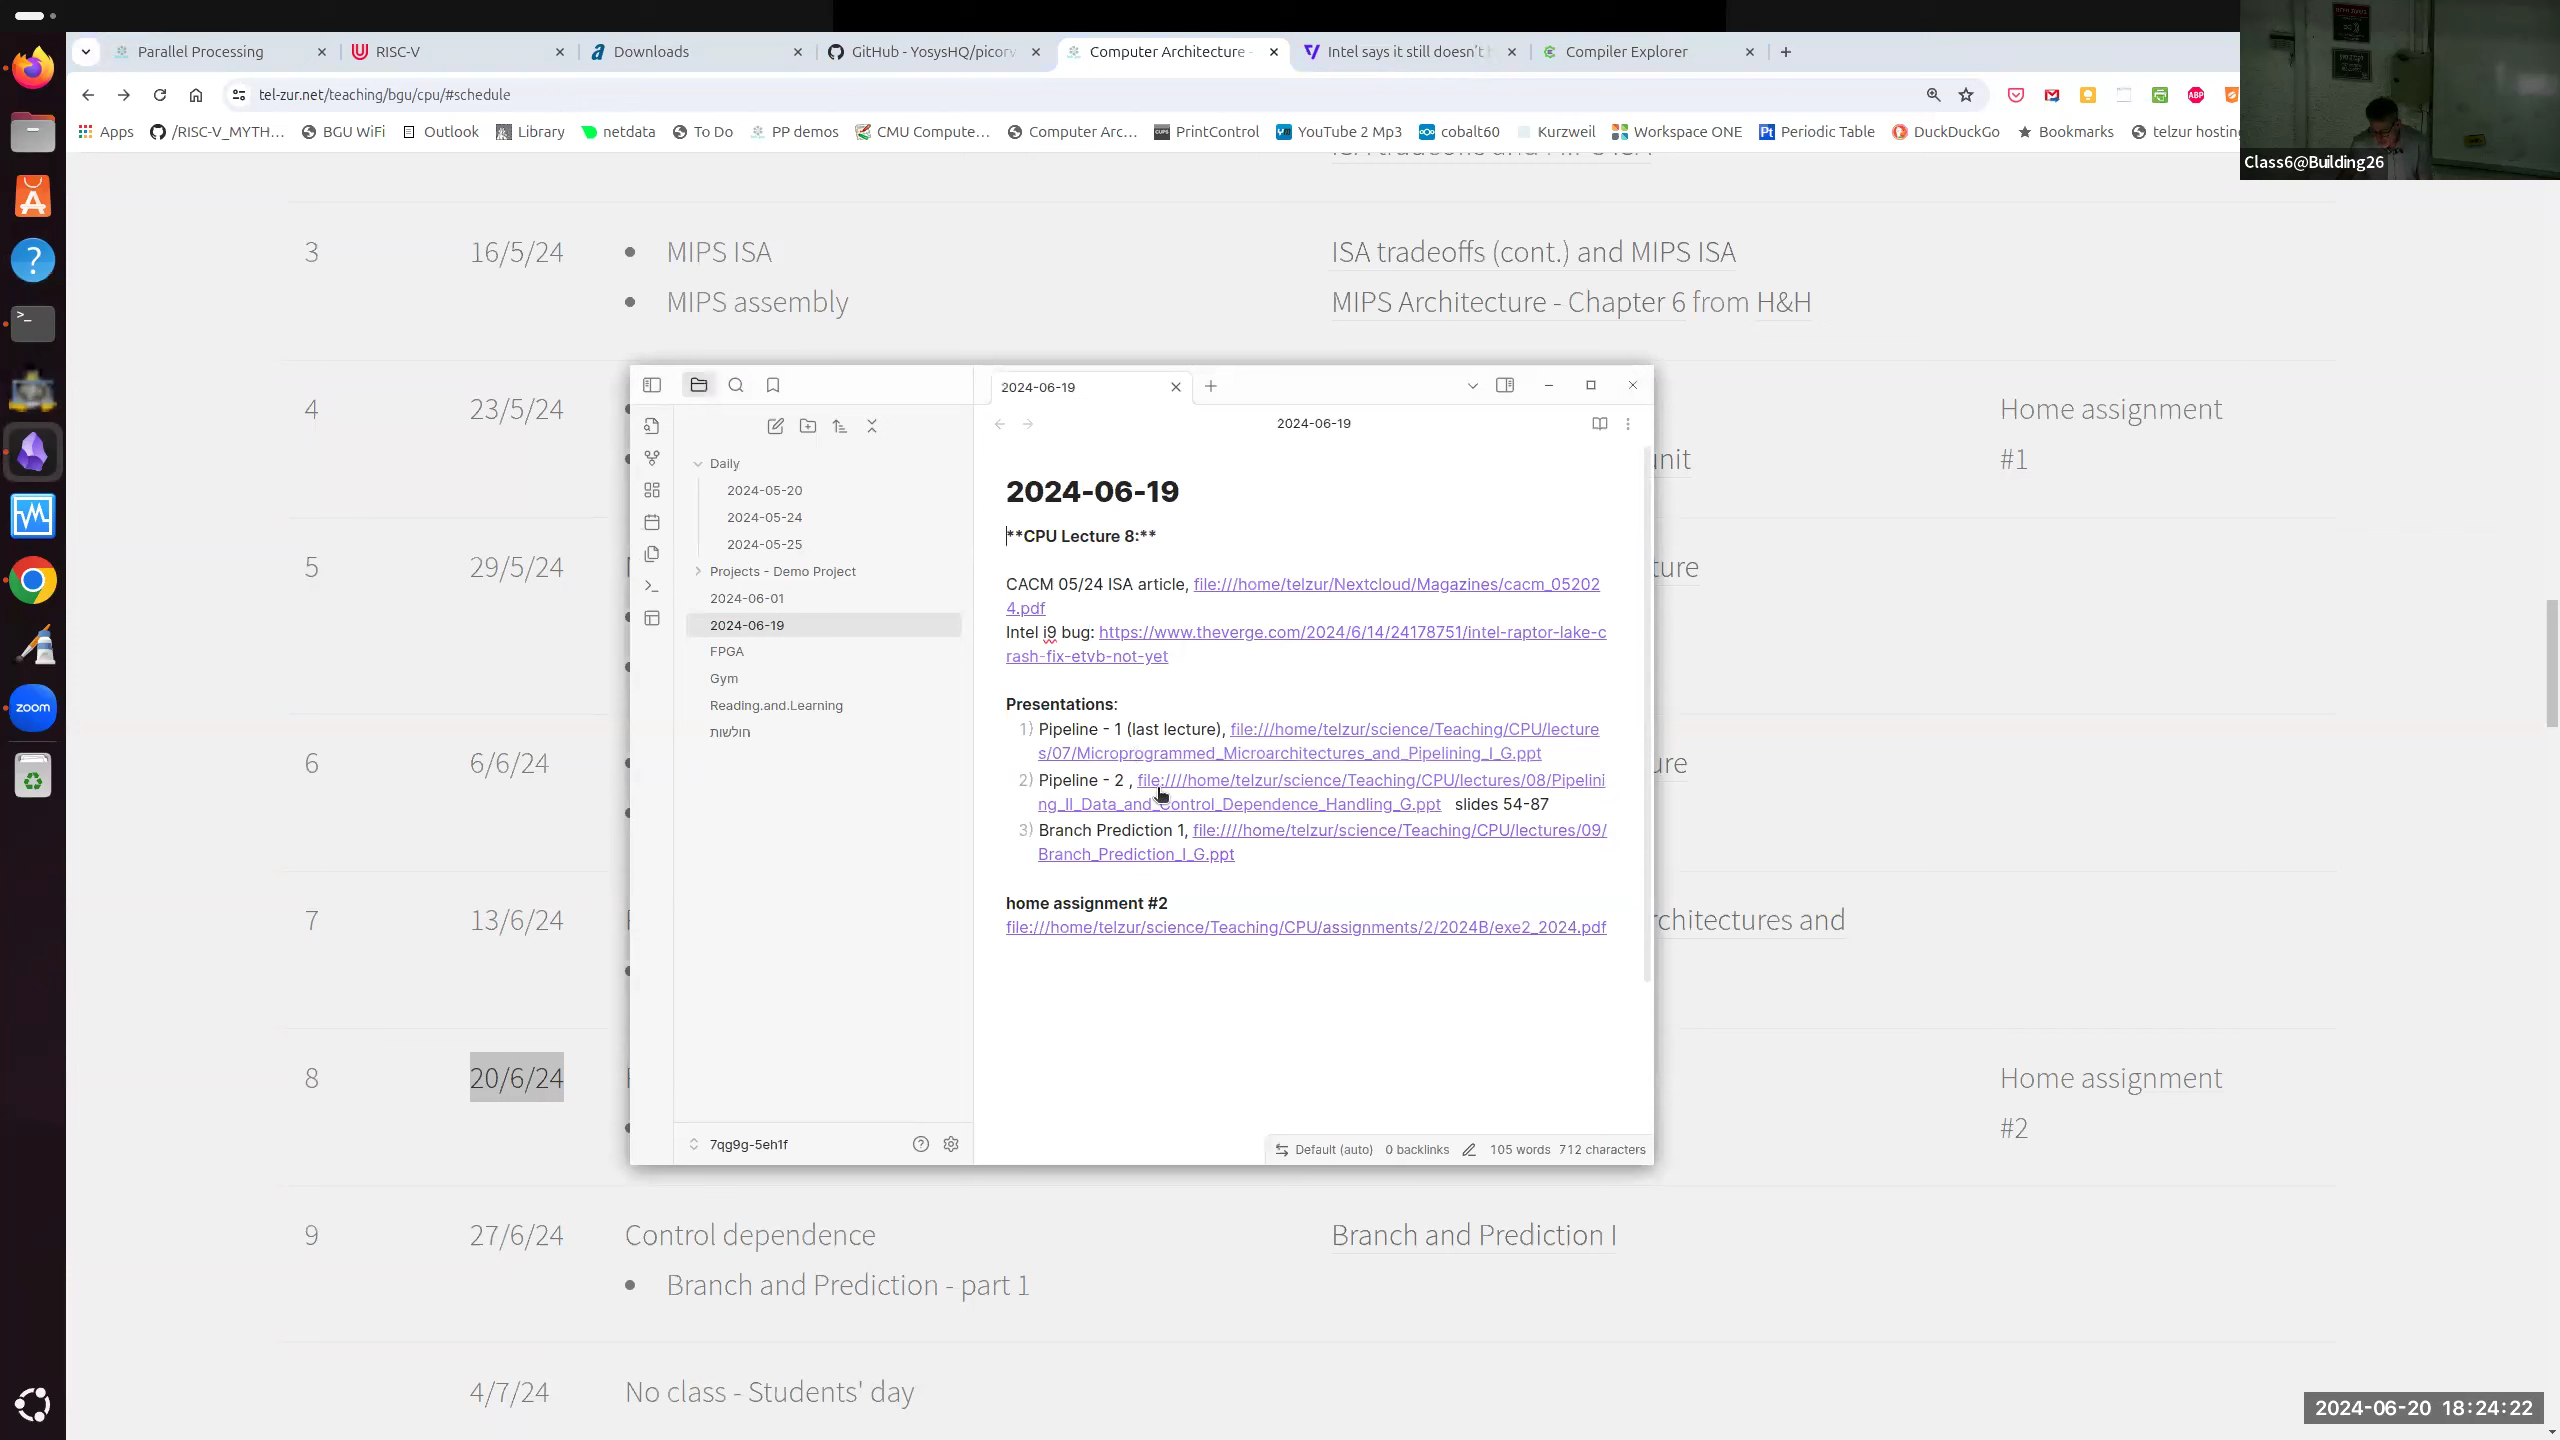 Parallel Processing
RISC-V
Downloads
GitHub - YosysHQ/picorv
Computer Architecture -
Intel says it still doesn't
Compiler Explorer
tel-zur.net/teaching/bgu/cpu/#schedule
Apps
/RISC-V_MYTH...
BGU WiFi
Outlook
Library
netdata
To Do
PP demos
CMU Compute...
Computer Arc...
PrintControl
YouTube 2 Mp3
cobalt60
Kurzweil
Workspace ONE
Periodic Table
DuckDuckGo
Bookmarks
telzur hosting
Class6@Building26
3 16/5/24 MIPS ISA ISA tradeoffs (cont.) and MIPS ISA
MIPS assembly MIPS Architecture - Chapter 6 from H&H
4 23/5/24 Home assignment
unit #1
5 29/5/24
6 6/6/24
7 13/6/24 rchitectures and
8 20/6/24 Home assignment
#2
9 27/6/24 Control dependence Branch and Prediction I
Branch and Prediction - part 1
4/7/24 No class - Students' day
2024-06-19
2024-06-19
Daily
2024-05-20
2024-05-24
2024-05-25
Projects - Demo Project
2024-06-01
2024-06-19
FPGA
Gym
Reading.and.Learning
חולשות
7qg9g-5eh1f
2024-06-19
**CPU Lecture 8:**
CACM 05/24 ISA article, file:///home/telzur/Nextcloud/Magazines/cacm_05202
4.pdf
Intel i9 bug: https://www.theverge.com/2024/6/14/24178751/intel-raptor-lake-c
rash-fix-etvb-not-yet
Presentations:
1) Pipeline - 1 (last lecture), file:///home/telzur/science/Teaching/CPU/lecture
s/07/Microprogrammed_Microarchitectures_and_Pipelining_I_G.ppt
2) Pipeline - 2 , file:////home/telzur/science/Teaching/CPU/lectures/08/Pipelini
ng_II_Data_and_Control_Dependence_Handling_G.ppt slides 54-87
3) Branch Prediction 1, file:////home/telzur/science/Teaching/CPU/lectures/09/
Branch_Prediction_I_G.ppt
home assignment #2
file:///home/telzur/science/Teaching/CPU/assignments/2/2024B/exe2_2024.pdf
Default (auto) 0 backlinks 105 words 712 characters
zoom
2024-06-20 18:24:22